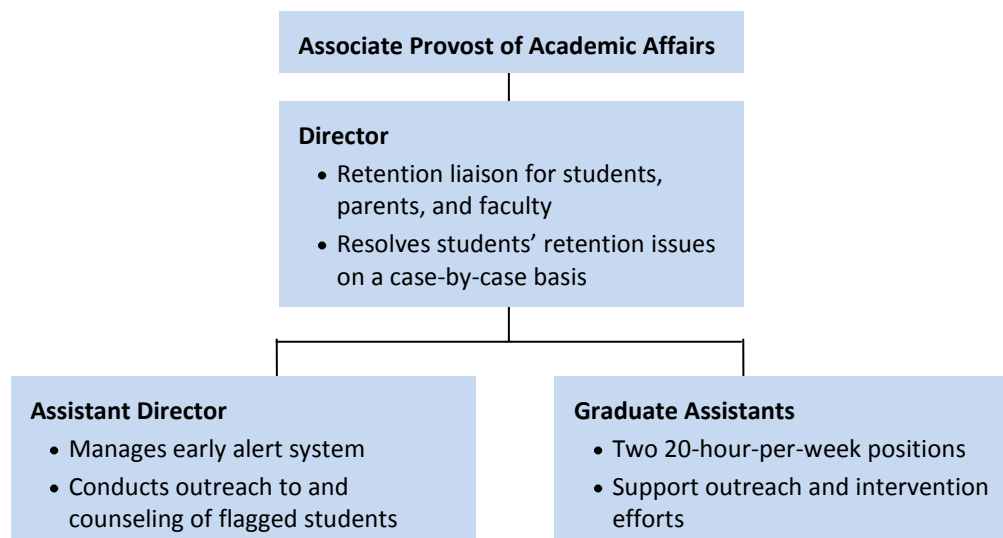 Associate Provost of Academic Affairs
Director
• Retention liaison for students,
parents, and faculty
• Resolves students’ retention issues
on a case-by-case basis
Assistant Director
• Manages early alert system
• Conducts outreach to and
counseling of flagged students
Graduate Assistants
• Two 20-hour-per-week positions
• Support outreach and intervention
efforts